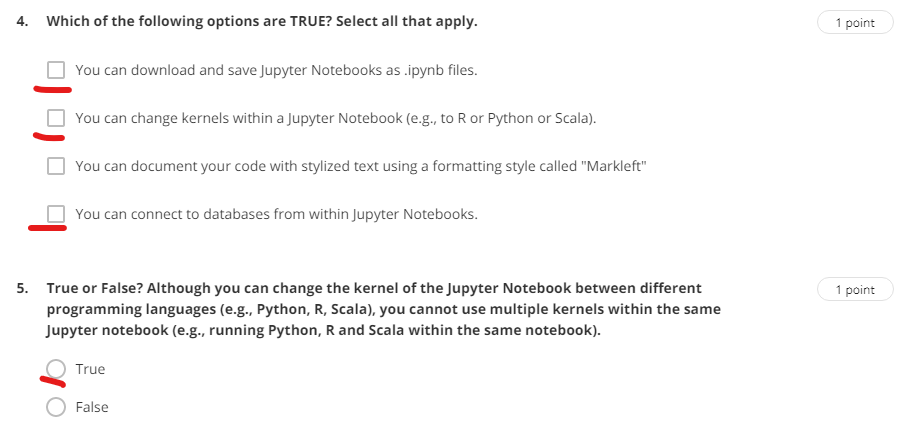 4. Which of the following options are TRUE? Select all that apply.
1 point
You can download and save Jupyter Notebooks as .ipynb files.
You can change kernels within a Jupyter Notebook (e.g., to R or Python or Scala).
You can document your code with stylized text using a formatting style called "Markleft"
You can connect to databases from within Jupyter Notebooks.
5. True or False? Although you can change the kernel of the Jupyter Notebook between different
1 point
programming languages (e.g., Python, R, Scala), you cannot use multiple kernels within the same
Jupyter notebook (e.g., running Python, R and Scala within the same notebook).
True
False